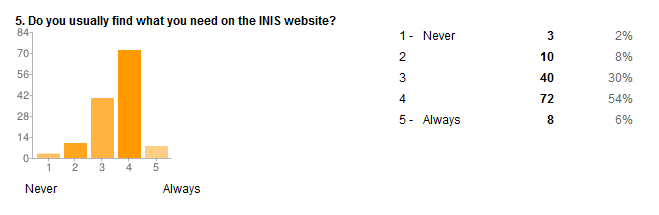 5. Do you usually find what you need on the INIS website?
84
70
56
42
28
14
0
1 2 3 4 5
Never Always
1 - Never 3 2%
2 10 8%
3 40 30%
4 72 54%
5 - Always 8 6%